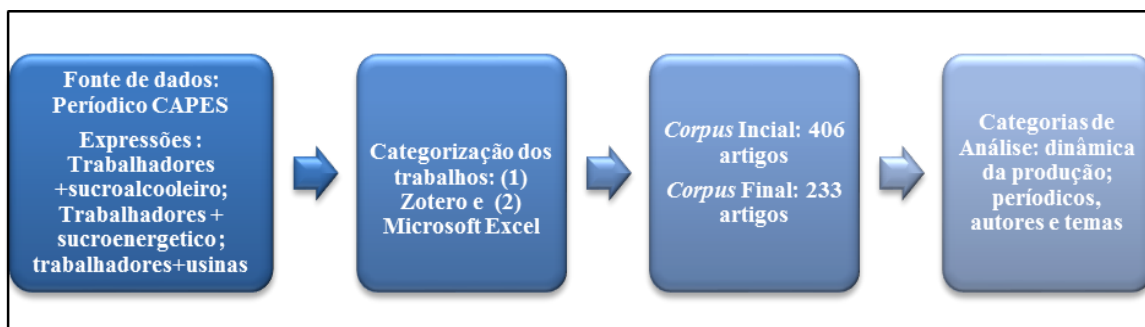 Fonte de dados:
Períodico CAPES
Expressões :
Trabalhadores
+sucroalcooleiro;
Trabalhadores +
sucroenergetico;
trabalhadores+usinas
Categorização dos
trabalhos: (1)
Zotero e (2)
Microsoft Excel
Corpus Incial: 406
artigos
Corpus Final: 233
artigos
Categorias de
Análise: dinâmica
da produção;
periódicos,
autores e temas